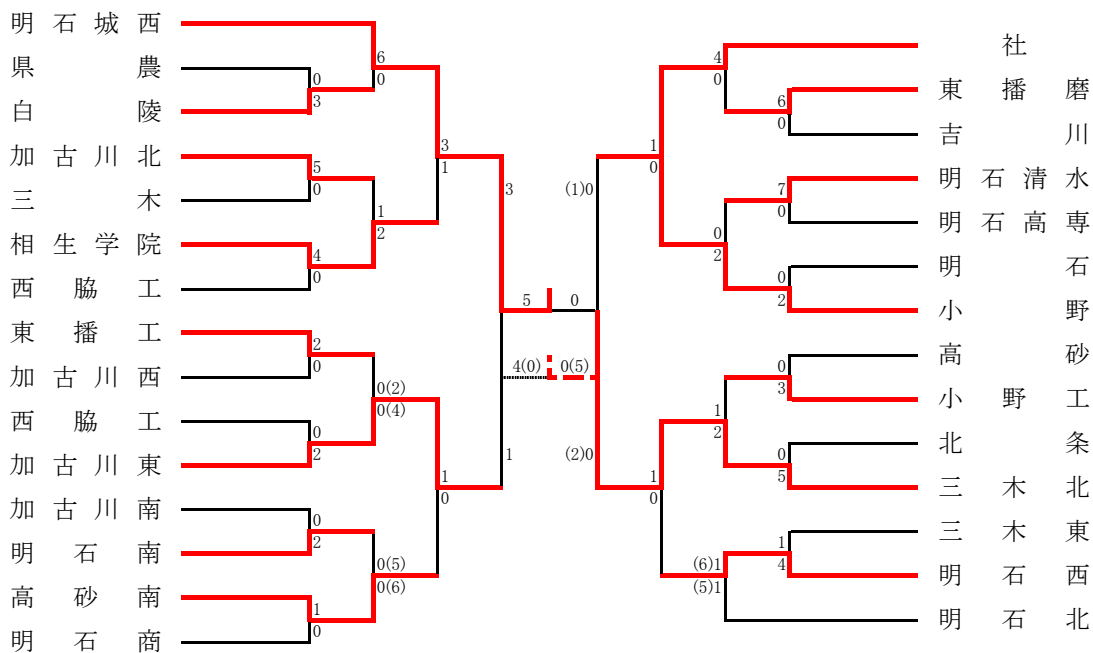 明石城西
県農
白陵
加古川北
三木
相生学院
西脇工
東播工
加古川西
西脇工
加古川東
加古川南
明石南
高砂南
明石商
0
3
5
0
4
0
2
0
0
2
0
2
1
0
6
0
1
2
0(2)
0(4)
0(5)
0(6)
3
1
1
0
3
1
5
0
4(0)
0(5)
(1)0
(2)0
1
0
1
0
4
0
0
2
1
2
(6)1
(5)1
6
0
7
0
0
2
0
3
0
5
1
4
社
東播磨
吉川
明石清水
明石高専
明石
小野
高砂
小野工
北条
三木北
三木東
明石西
明石北